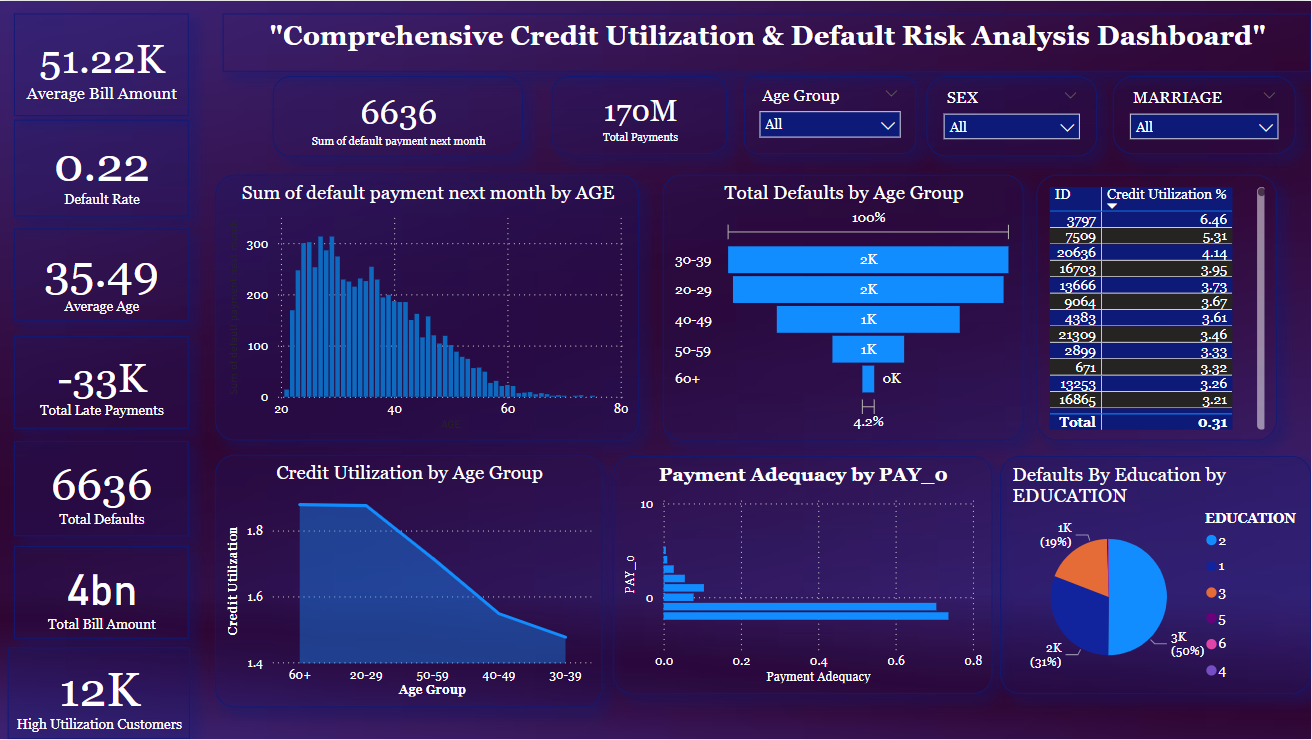 "Comprehensive Credit Utilization & Default Risk Analysis Dashboard"
51.22K
Average Bill Amount
0.22
Default Rate
35.49
Average Age
-33K
Total Late Payments
6636
Total Defaults
4bn
Total Bill Amount
12K
High Utilization Customers
6636
Sum of default payment next month
170M
Total Payments
Age Group
All
SEX
All
MARRIAGE
All
Sum of default payment next month by AGE
300
200
100
0
20
40
60
80
AGE
Total Defaults by Age Group
100%
30-39
2K
20-29
2K
40-49
1K
50-59
1K
60+
0K
4.2%
ID Credit Utilization %
3797 6.46
7509 5.31
20636 4.14
16703 3.95
13666 3.73
9064 3.67
4383 3.61
21309 3.46
2899 3.33
671 3.32
13253 3.26
16865 3.21
Total 0.31
Credit Utilization by Age Group
Credit Utilization
1.8
1.6
1.4
60+
20-29
50-59
40-49
30-39
Age Group
Payment Adequacy by PAY_0
PAY_0
10
0
0.0
0.2
0.4
0.6
0.8
Payment Adequacy
Defaults By Education by
EDUCATION
1K
(19%)
2K
(31%)
3K
(50%)
EDUCATION
2
1
3
5
6
4